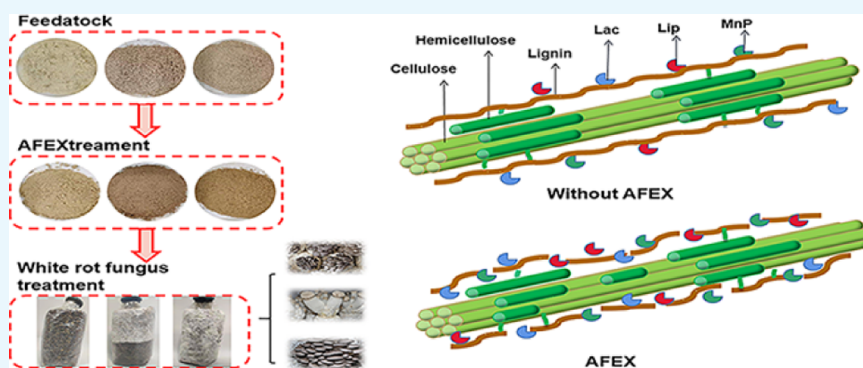 Feedatock
AFEXtreament
White rot fungus
treatment
Cellulose
Hemicellulose
Lignin
Lac
Lip
MnP
Without AFEX
AFEX